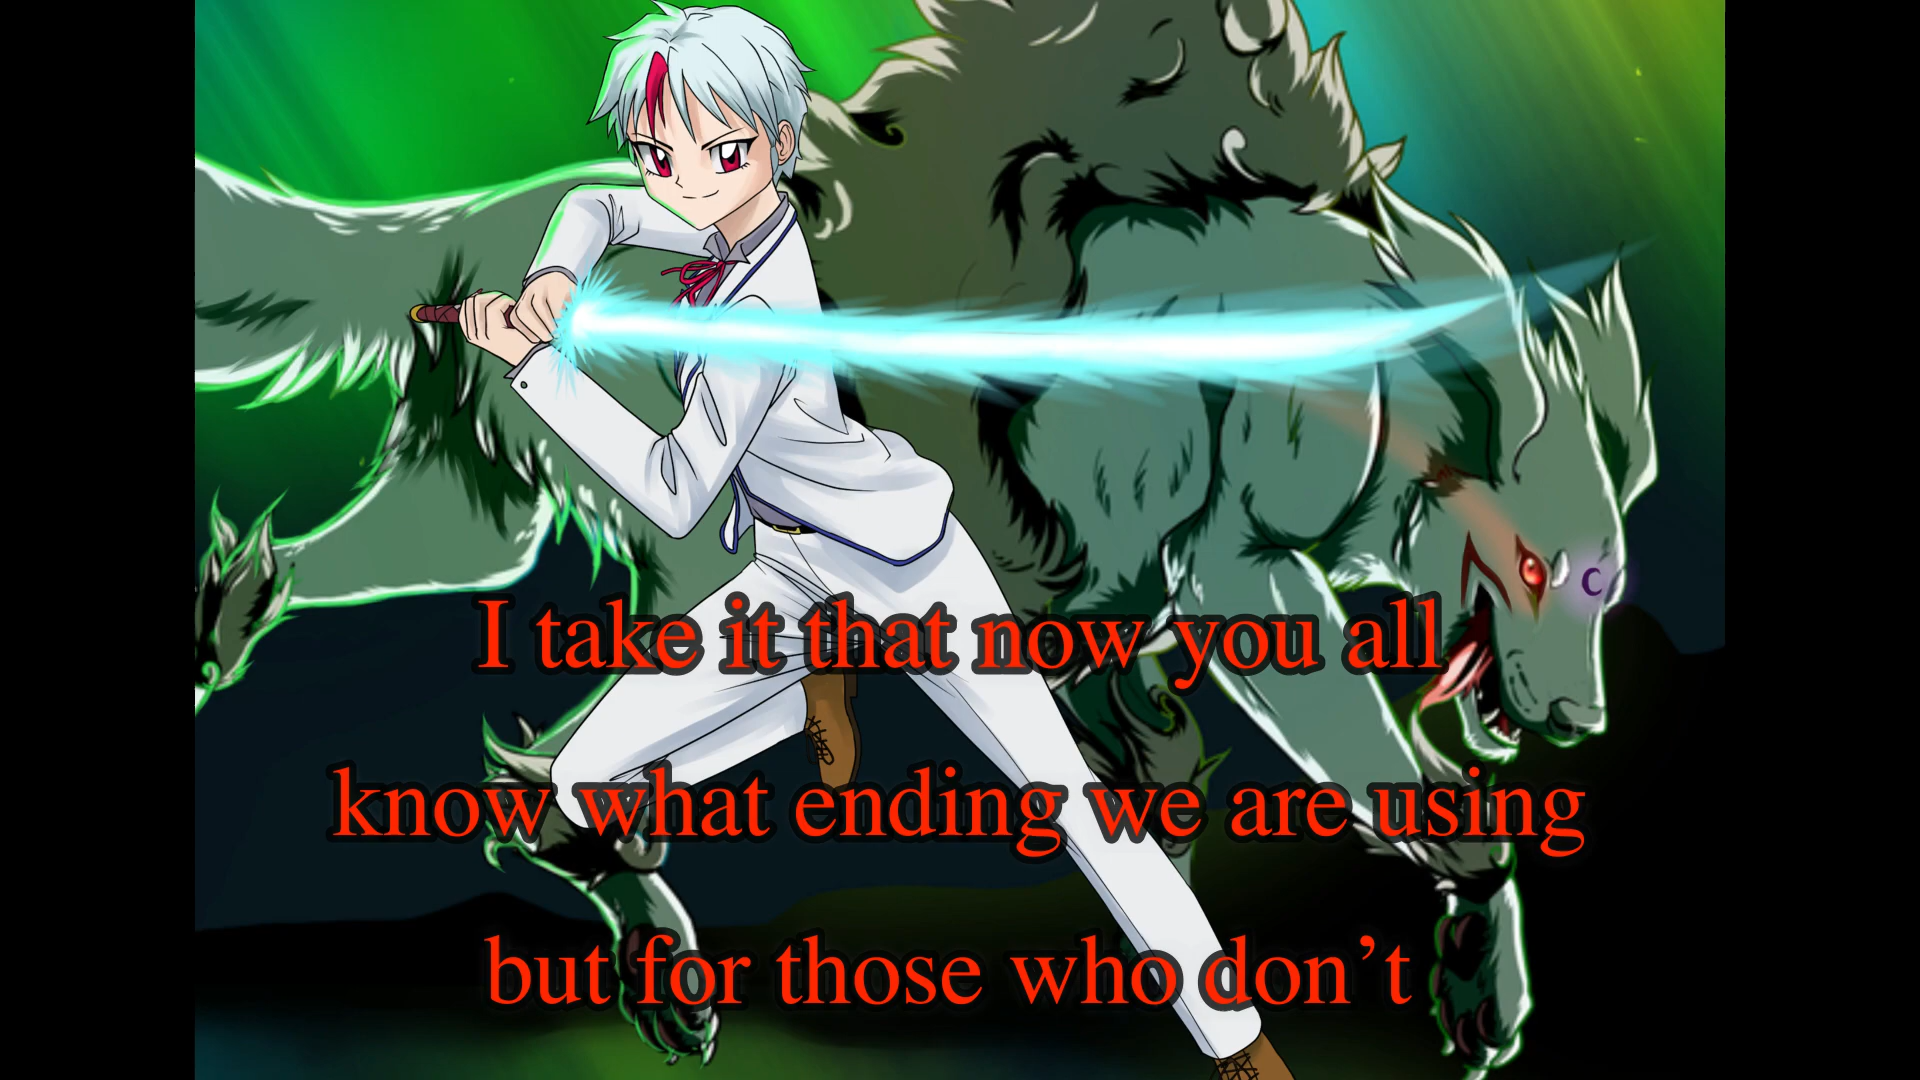 I take it that now you all
know what ending we are using
but for those who don’t